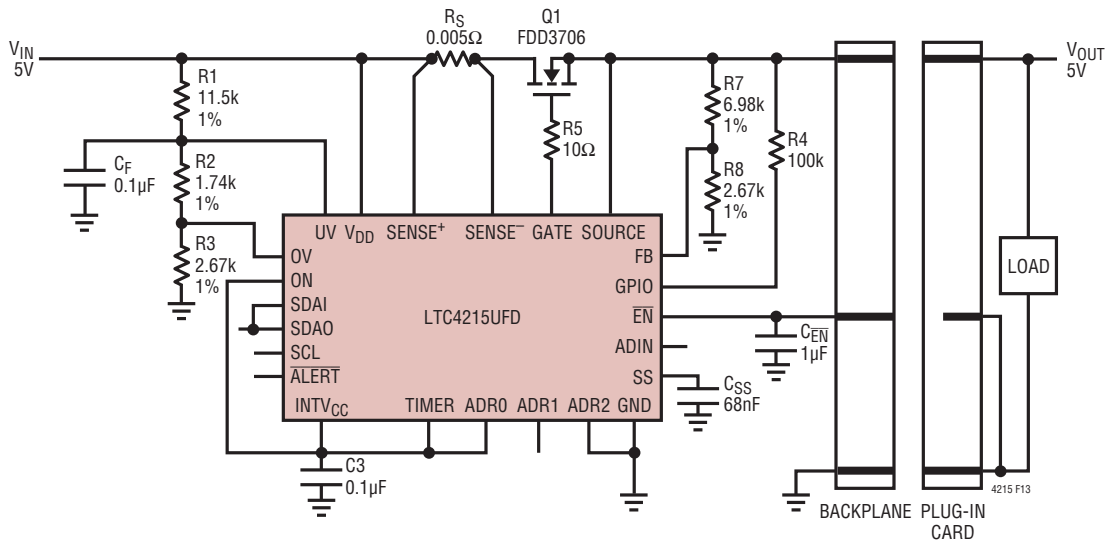 V_IN
5V
R_S
0.005Ω
Q1
FDD3706
V_OUT
5V
R1
11.5k
1%
R7
6.98k
1%
R5
10Ω
R4
100k
C_F
0.1µF
R2
1.74k
1%
R8
2.67k
1%
R3
2.67k
1%
UV V_DD SENSE⁺ SENSE⁻ GATE SOURCE
OV
ON
SDAI
SDAO
SCL
ALERT
FB
GPIO
EN
ADIN
SS
LTC4215UFD
INTV_CC TIMER ADR0 ADR1 ADR2 GND
LOAD
C_EN
1µF
C_SS
68nF
C3
0.1µF
4215 F13
BACKPLANE
PLUG-IN
CARD